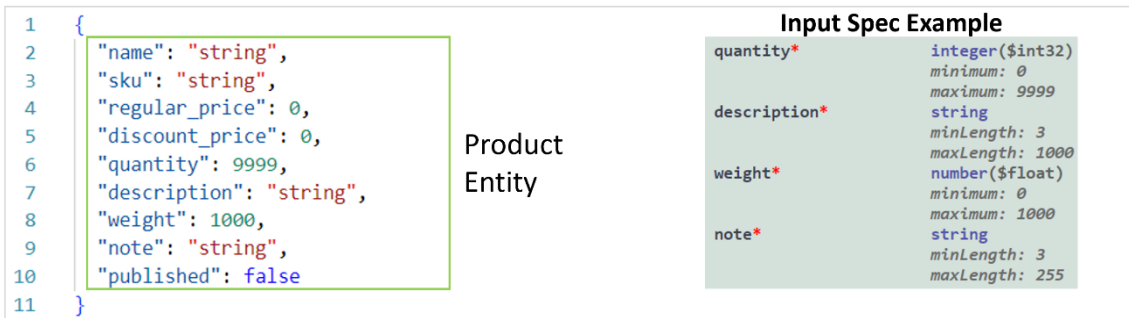 1 {
2 "name": "string",
3 "sku": "string",
4 "regular_price": 0,
5 "discount_price": 0,
6 "quantity": 9999,
7 "description": "string",
8 "weight": 1000,
9 "note": "string",
10 "published": false
11 }
Product
Entity
Input Spec Example
quantity* integer($int32)
minimum: 0
maximum: 9999
description* string
minLength: 3
maxLength: 1000
weight* number($float)
minimum: 0
maximum: 1000
note* string
minLength: 3
maxLength: 255